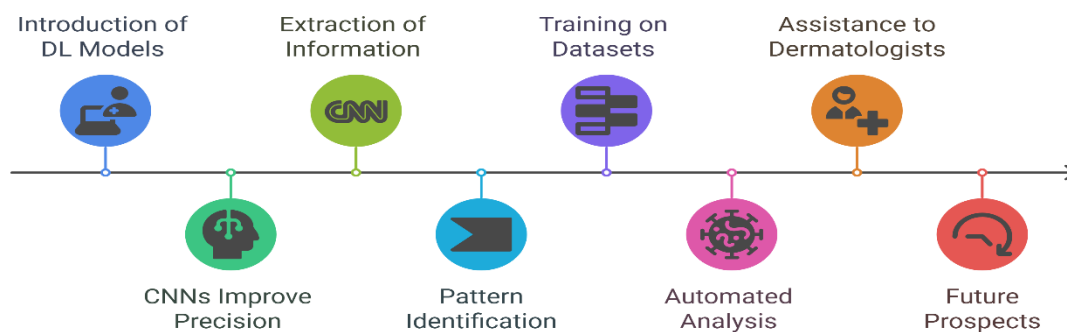 Introduction of
DL Models
Extraction of
Information
Training on
Datasets
Assistance to
Dermatologists
CNN
CNNs Improve
Precision
Pattern
Identification
Automated
Analysis
Future
Prospects